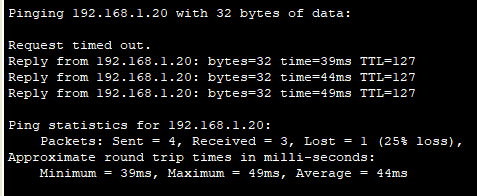 Pinging 192.168.1.20 with 32 bytes of data:
Request timed out.
Reply from 192.168.1.20: bytes=32 time=39ms TTL=127
Reply from 192.168.1.20: bytes=32 time=44ms TTL=127
Reply from 192.168.1.20: bytes=32 time=49ms TTL=127
Ping statistics for 192.168.1.20:
    Packets: Sent = 4, Received = 3, Lost = 1 (25% loss),
Approximate round trip times in milli-seconds:
    Minimum = 39ms, Maximum = 49ms, Average = 44ms